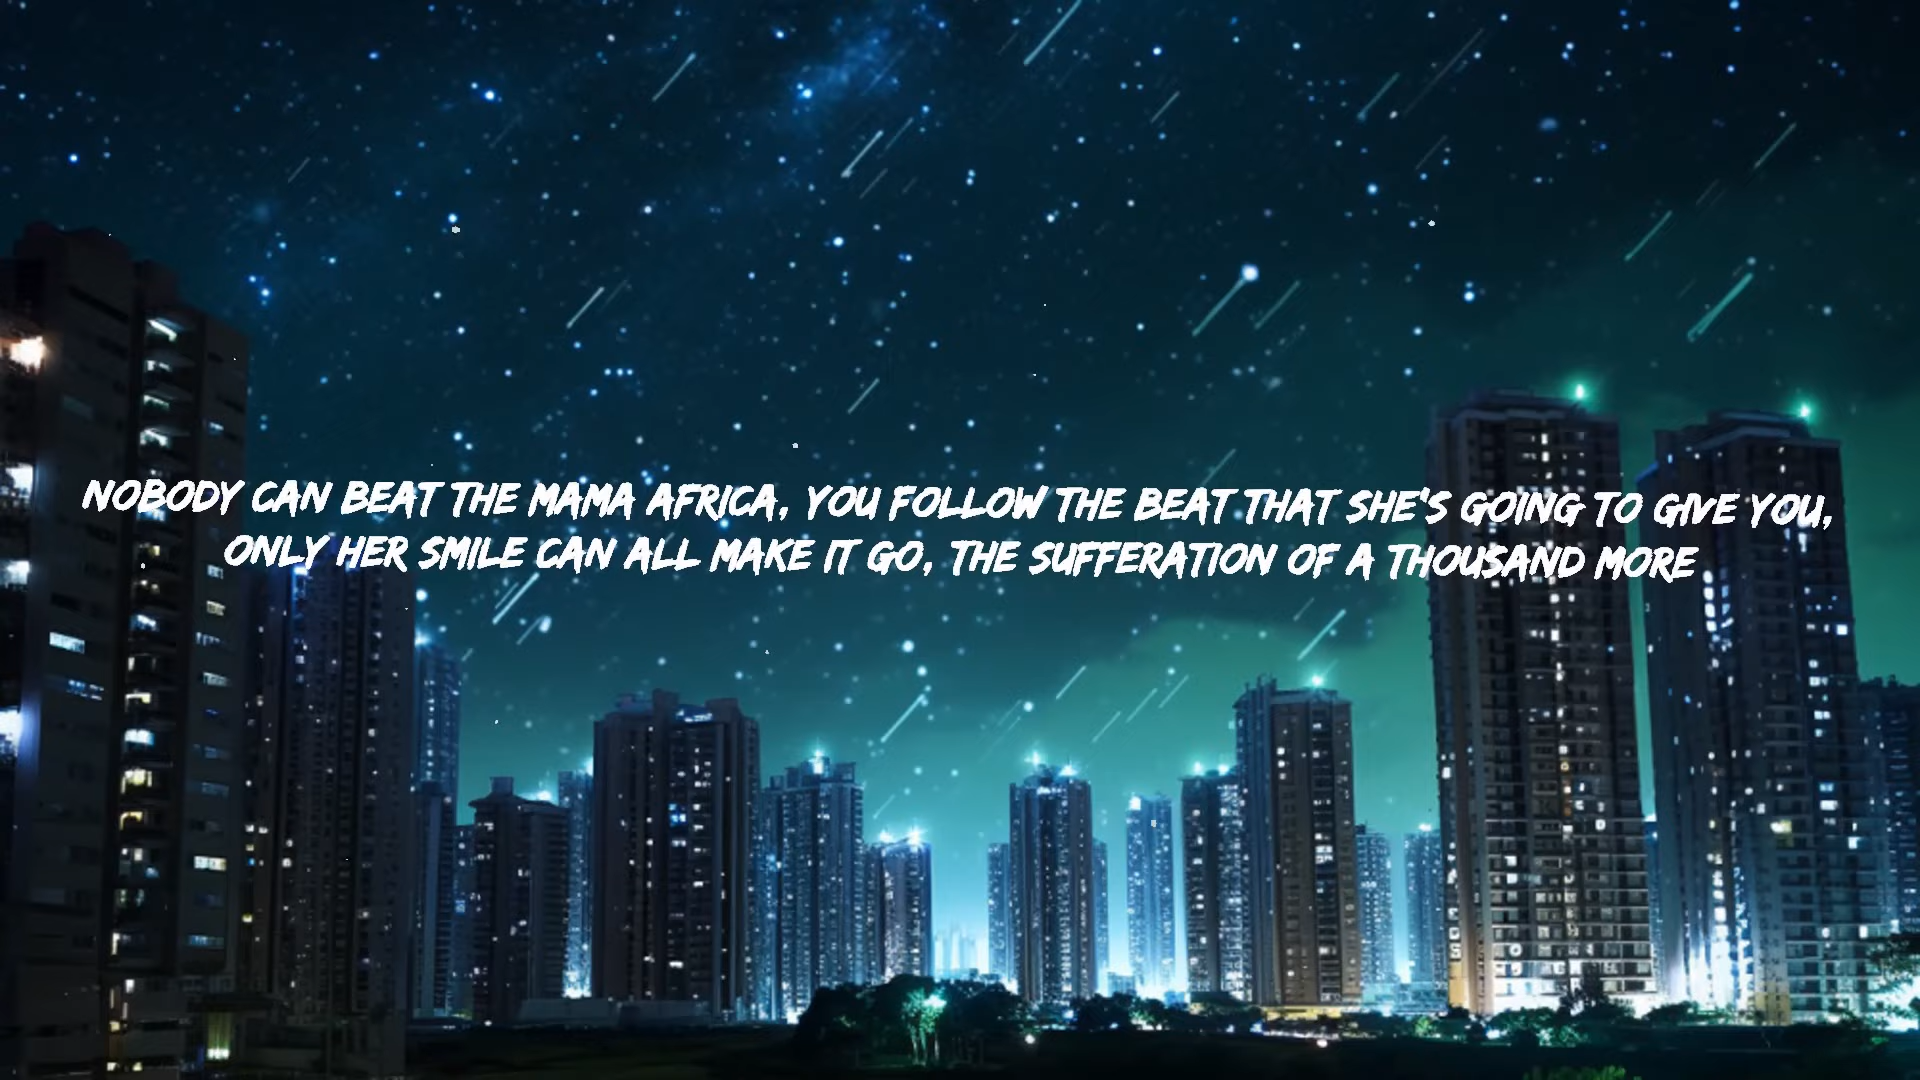 NOBODY CAN BEAT THE MAMA AFRICA, YOU FOLLOW THE BEAT THAT SHE'S GOING TO GIVE YOU,
ONLY HER SMILE CAN ALL MAKE IT GO, THE SUFFERATION OF A THOUSAND MORE